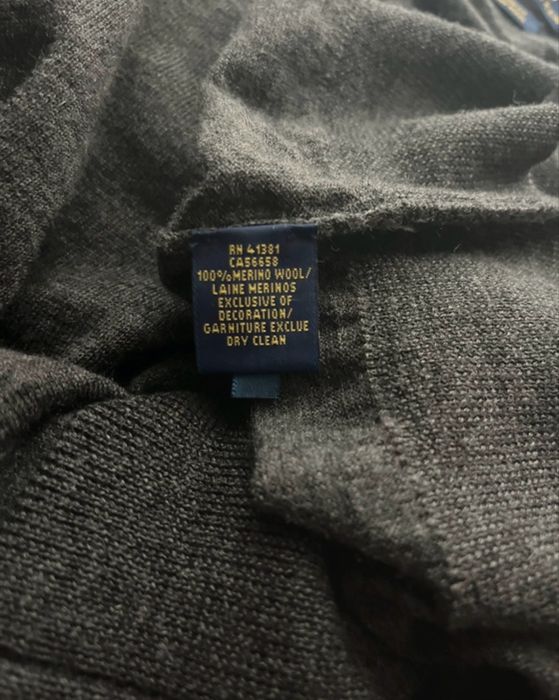 RN 41381
CA56658
100%MERINO WOOL/
LAINE MERINOS
EXCLUSIVE OF
DECORATION/
GARNITURE EXCLUE
DRY CLEAN